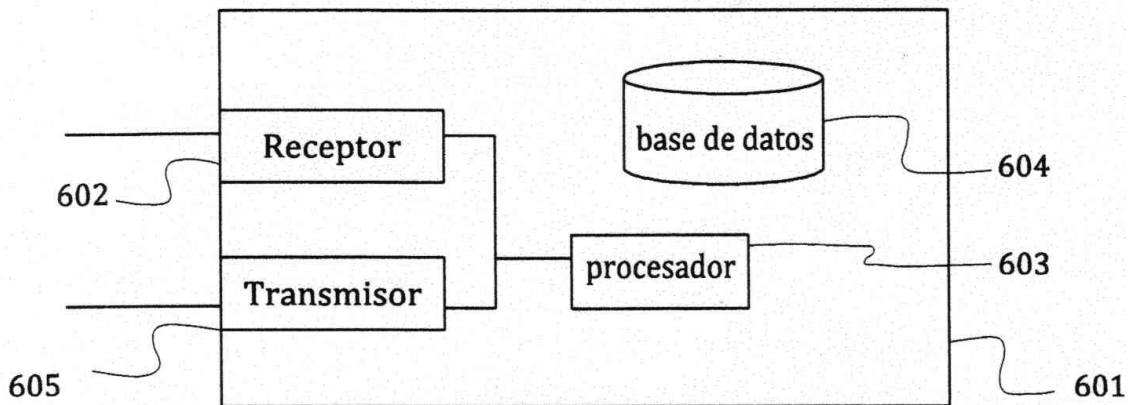 Receptor
base de datos
604
602
procesador
603
Transmisor
605
601